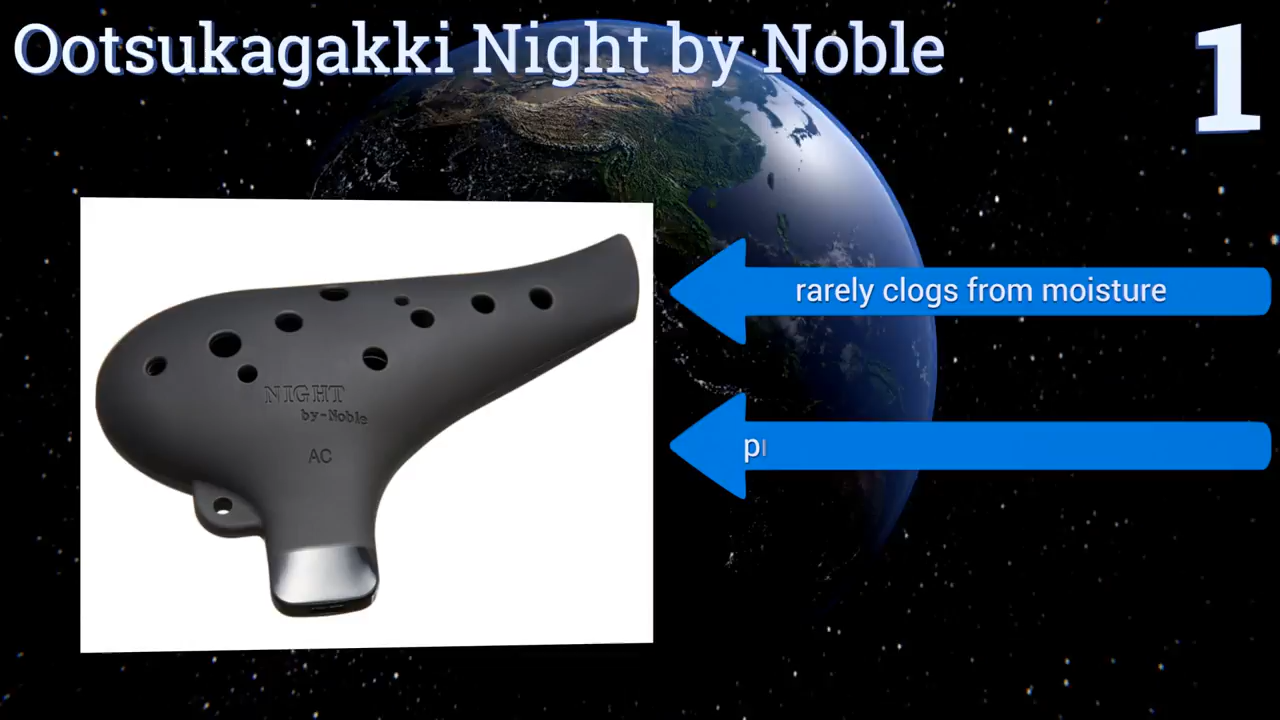 Ootsukagakki Night by Noble
1
rarely clogs from moisture
NIGHT
by-Noble
AC